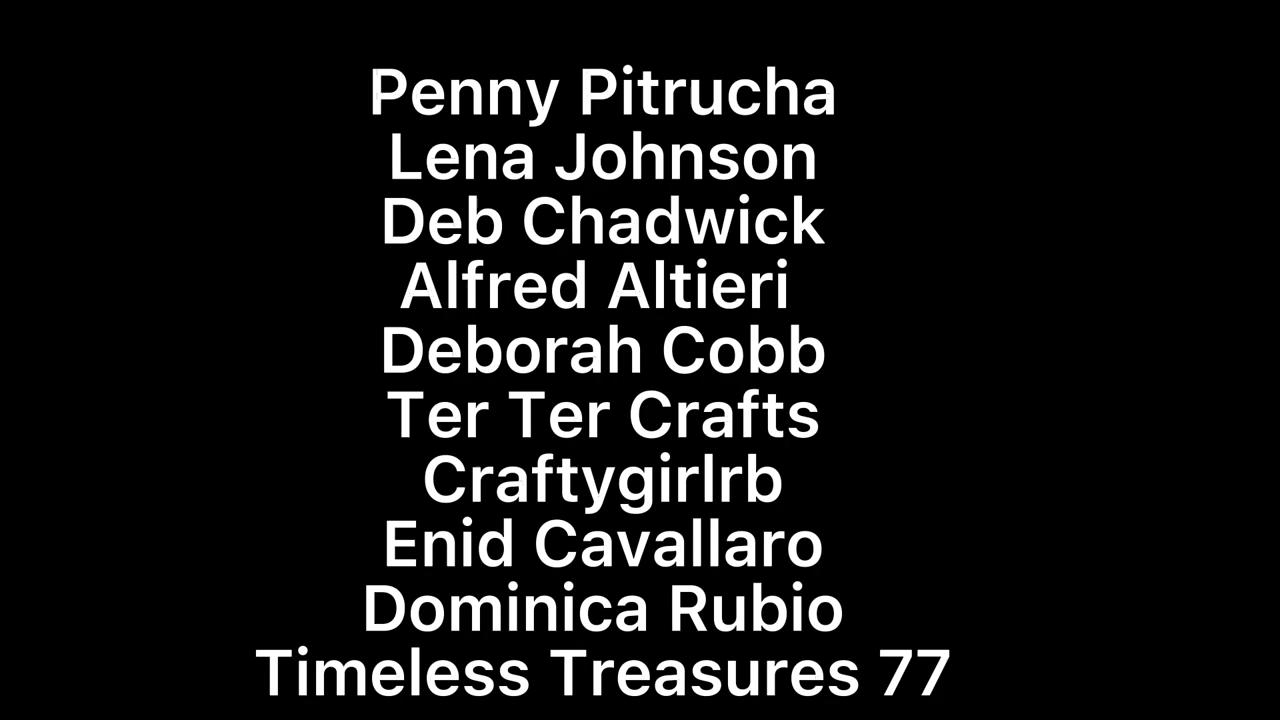 Penny Pitrucha
Lena Johnson
Deb Chadwick
Alfred Altieri
Deborah Cobb
Ter Ter Crafts
Craftygirlrb
Enid Cavallaro
Dominica Rubio
Timeless Treasures 77